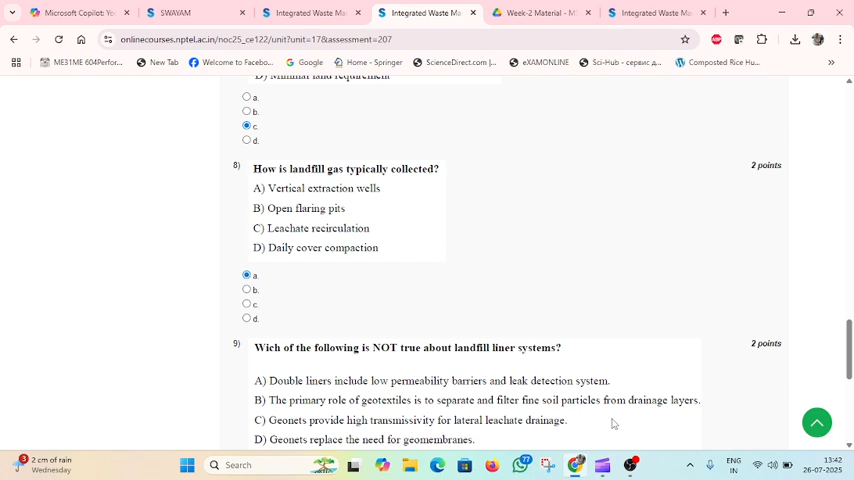 Microsoft Copilot: Yo
SWAYAM
Integrated Waste Ma
Integrated Waste Ma
Week-2 Material - M
Integrated Waste Ma
onlinecourses.nptel.ac.in/noc25_ce122/unit?unit=17&assessment=207
ME31ME 604Perfor...
New Tab
Welcome to Facebo...
Google
Home - Springer
ScienceDirect.com |...
eXAMONLINE
Sci-Hub - сервис д...
Composted Rice Hu...
D) Minimal land requirement
a.
b.
c.
d.
8) How is landfill gas typically collected? 2 points
A) Vertical extraction wells
B) Open flaring pits
C) Leachate recirculation
D) Daily cover compaction
a.
b.
c.
d.
9) Wich of the following is NOT true about landfill liner systems? 2 points
A) Double liners include low permeability barriers and leak detection system.
B) The primary role of geotextiles is to separate and filter fine soil particles from drainage layers.
C) Geonets provide high transmissivity for lateral leachate drainage.
D) Geonets replace the need for geomembranes.
2 cm of rain
Wednesday
Search
77
ENG
IN
13:42
26-07-2025